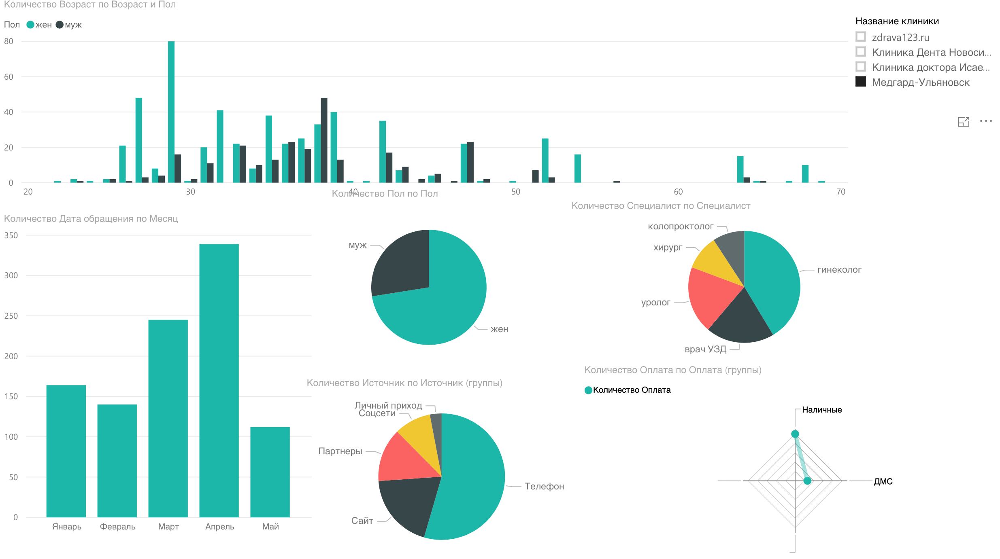 Количество Возраст по Возраст и Пол
Пол жен муж
80
60
40
20
0
20 30 40 50 60 70
Название клиники
zdrava123.ru
Клиника Дента Новоси...
Клиника доктора Исае...
Медгард-Ульяновск
Количество Дата обращения по Месяц
350
300
250
200
150
100
50
0
Январь Февраль Март Апрель Май
Количество Пол по Пол
муж
жен
Количество Специалист по Специалист
колопроктолог
хирург
гинеколог
уролог
врач УЗД
Количество Источник по Источник (группы)
Личный приход
Соцсети
Партнеры
Телефон
Сайт
Количество Оплата по Оплата (группы)
Количество Оплата
Наличные
ДМС